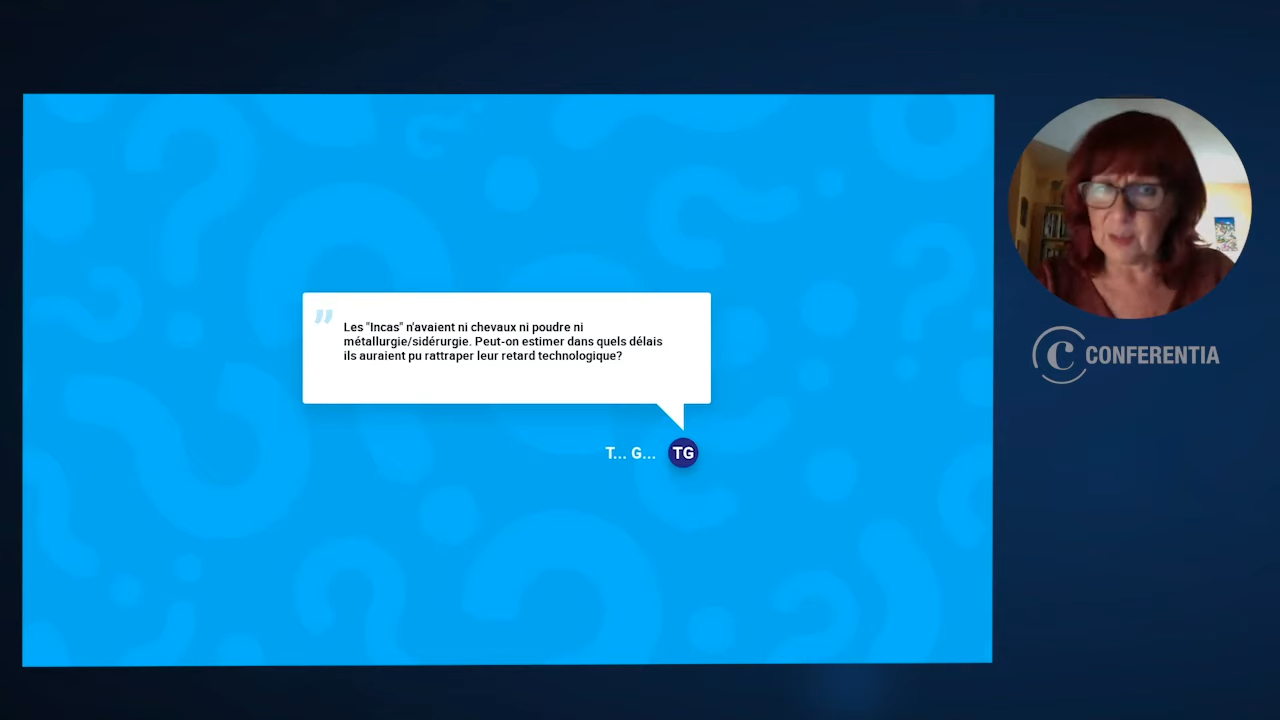 Les "Incas" n'avaient ni chevaux ni poudre ni
métallurgie/sidérurgie. Peut-on estimer dans quels délais
ils auraient pu rattraper leur retard technologique?
T... G... TG
C CONFERENTIA